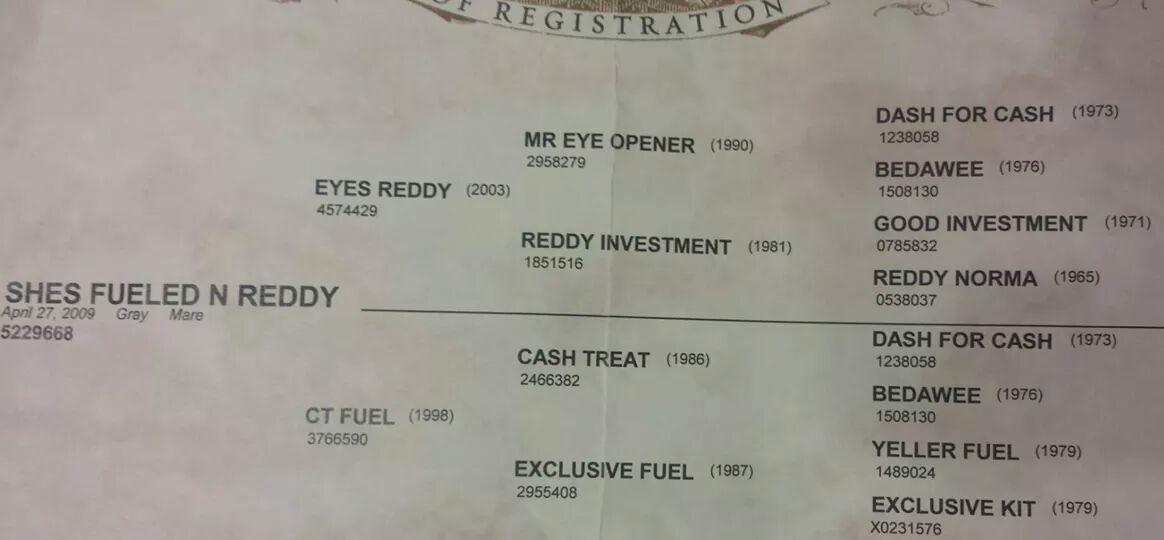 OF REGISTRATION
DASH FOR CASH (1973)
1238058
MR EYE OPENER (1990)
2958279
BEDAWEE (1976)
1508130
EYES REDDY (2003)
4574429
GOOD INVESTMENT (1971)
0785832
REDDY INVESTMENT (1981)
1851516
REDDY NORMA (1965)
0538037
SHES FUELED N REDDY
April 27, 2009 Gray Mare
5229668
DASH FOR CASH (1973)
1238058
CASH TREAT (1986)
2466382
BEDAWEE (1976)
1508130
CT FUEL (1998)
3766590
YELLER FUEL (1979)
1489024
EXCLUSIVE FUEL (1987)
2955408
EXCLUSIVE KIT (1979)
X0231576